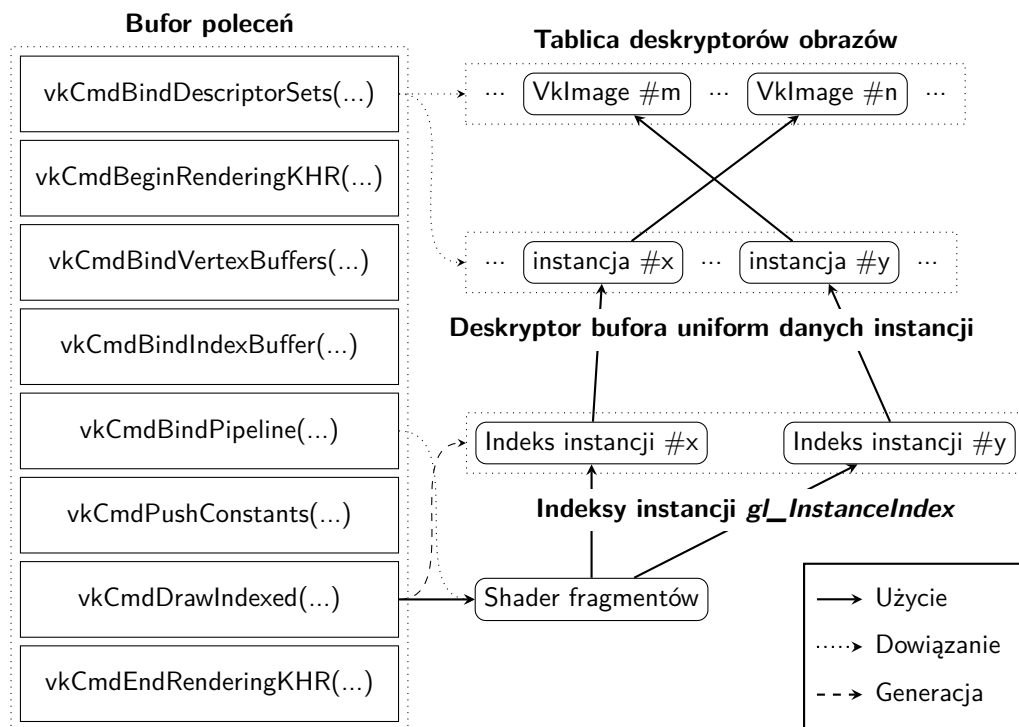 Bufor poleceń
vkCmdBindDescriptorSets(...)
vkCmdBeginRenderingKHR(...)
vkCmdBindVertexBuffers(...)
vkCmdBindIndexBuffer(...)
vkCmdBindPipeline(...)
vkCmdPushConstants(...)
vkCmdDrawIndexed(...)
vkCmdEndRenderingKHR(...)
Tablica deskryptorów obrazów
... VkImage #m ... VkImage #n ...
... instancja #x ... instancja #y ...
Deskryptor bufora uniform danych instancji
Indeks instancji #x Indeks instancji #y
Indeksy instancji gl_InstanceIndex
Shader fragmentów
Użycie
Dowiązanie
Generacja